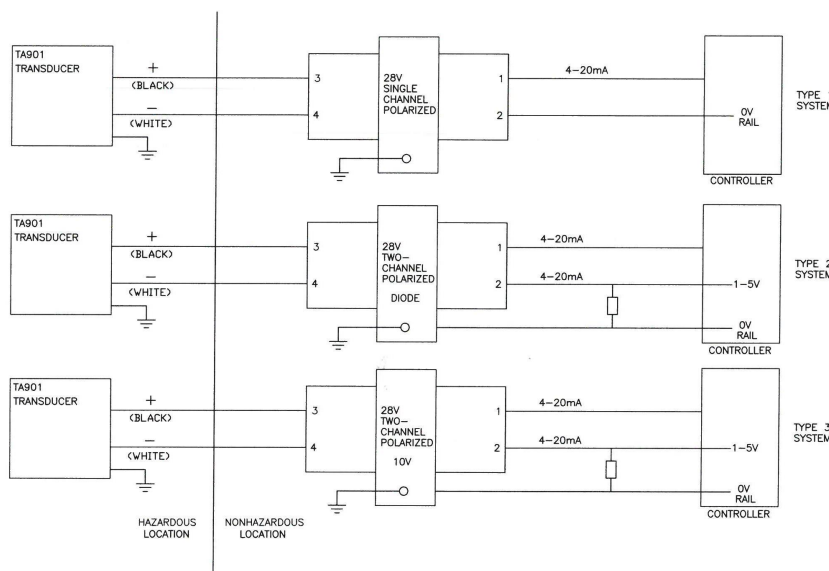 TA901
TRANSDUCER
+
(BLACK)
−
(WHITE)
3
4
28V
SINGLE
CHANNEL
POLARIZED
1
2
4−20mA
0V
RAIL
CONTROLLER
TYPE 1
SYSTEM
TA901
TRANSDUCER
+
(BLACK)
−
(WHITE)
3
4
28V
TWO−
CHANNEL
POLARIZED
DIODE
1
2
4−20mA
4−20mA
1−5V
0V
RAIL
CONTROLLER
TYPE 2
SYSTEM
TA901
TRANSDUCER
+
(BLACK)
−
(WHITE)
3
4
28V
TWO−
CHANNEL
POLARIZED
10V
1
2
4−20mA
4−20mA
1−5V
0V
RAIL
CONTROLLER
TYPE 3
SYSTEM
HAZARDOUS
LOCATION
NONHAZARDOUS
LOCATION